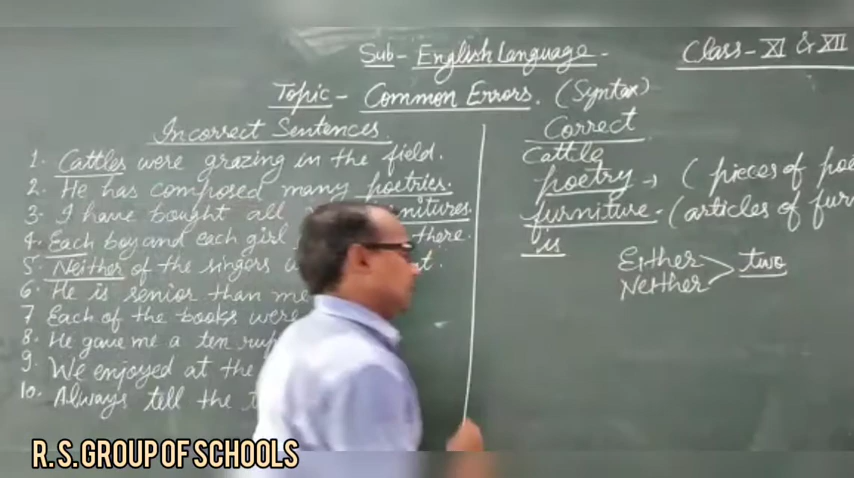 Sub- English Language - Class - XI & XII
Topic - Common Errors. (Syntax)
Incorrect Sentences
1. Cattles were grazing in the field.
2. He has composed many poetries.
3. I have bought all
4. Each boy and each girl there.
5. Neither of the singers
6. He is senior than me
7 Each of the books were
8. He gave me a ten
9. We enjoyed at the
10. Always tell the
Correct
Cattle
poetry → (pieces of
furniture. - (articles of
is
Either
Neither
two
R. S. GROUP OF SCHOOLS